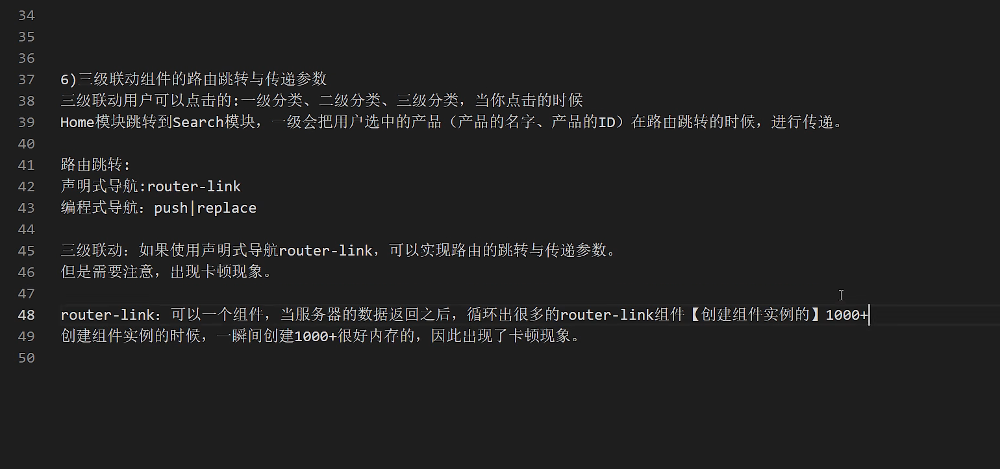 34
35
36
37 6)三级联动组件的路由跳转与传递参数
38 三级联动用户可以点击的:一级分类、二级分类、三级分类，当你点击的时候
39 Home模块跳转到Search模块，一级会把用户选中的产品（产品的名字、产品的ID）在路由跳转的时候，进行传递。
40
41 路由跳转:
42 声明式导航:router-link
43 编程式导航：push|replace
44
45 三级联动：如果使用声明式导航router-link，可以实现路由的跳转与传递参数。
46 但是需要注意，出现卡顿现象。
47
48 router-link：可以一个组件，当服务器的数据返回之后，循环出很多的router-link组件【创建组件实例的】1000+
49 创建组件实例的时候，一瞬间创建1000+很好内存的，因此出现了卡顿现象。
50